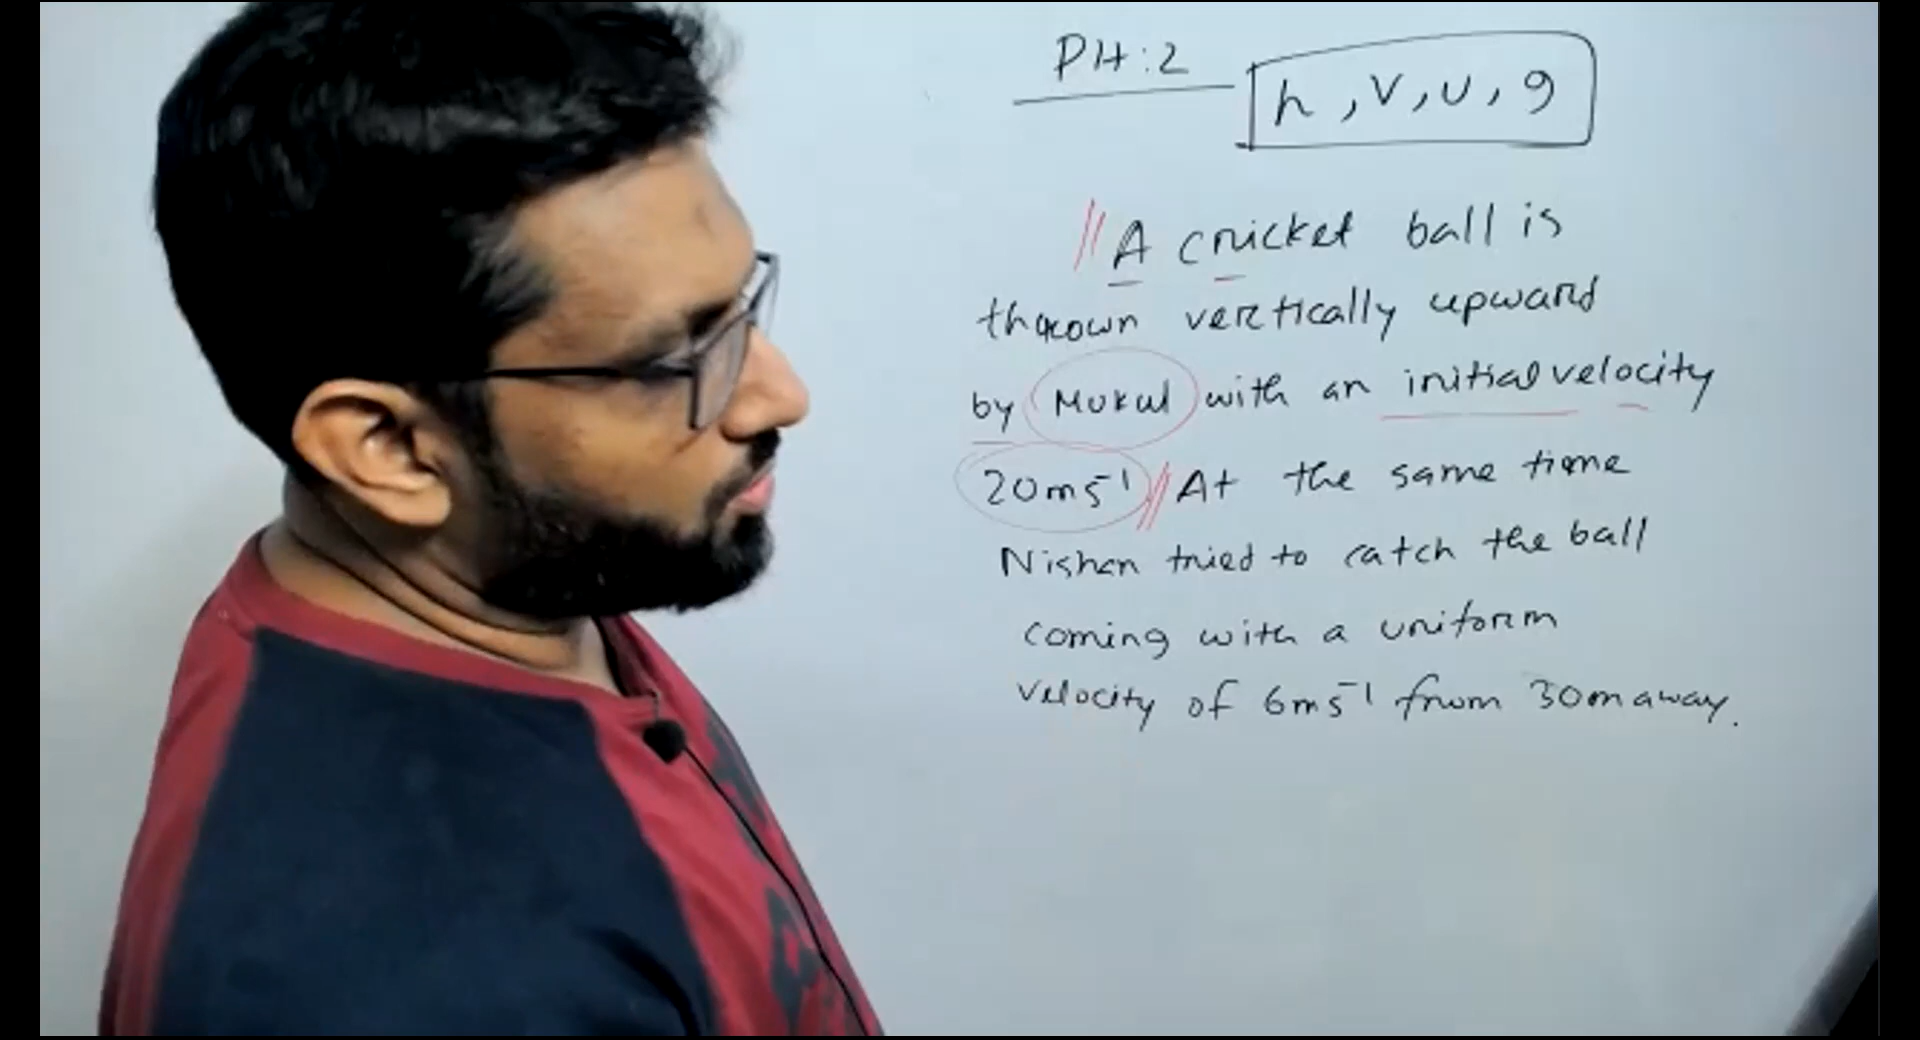 PH:2
h, v, u, g
A cricket ball is
thrown vertically upward
by Mukul with an initial velocity
20ms⁻¹ At the same time
Nishan tried to catch the ball
coming with a uniform
velocity of 6ms⁻¹ from 30m away.